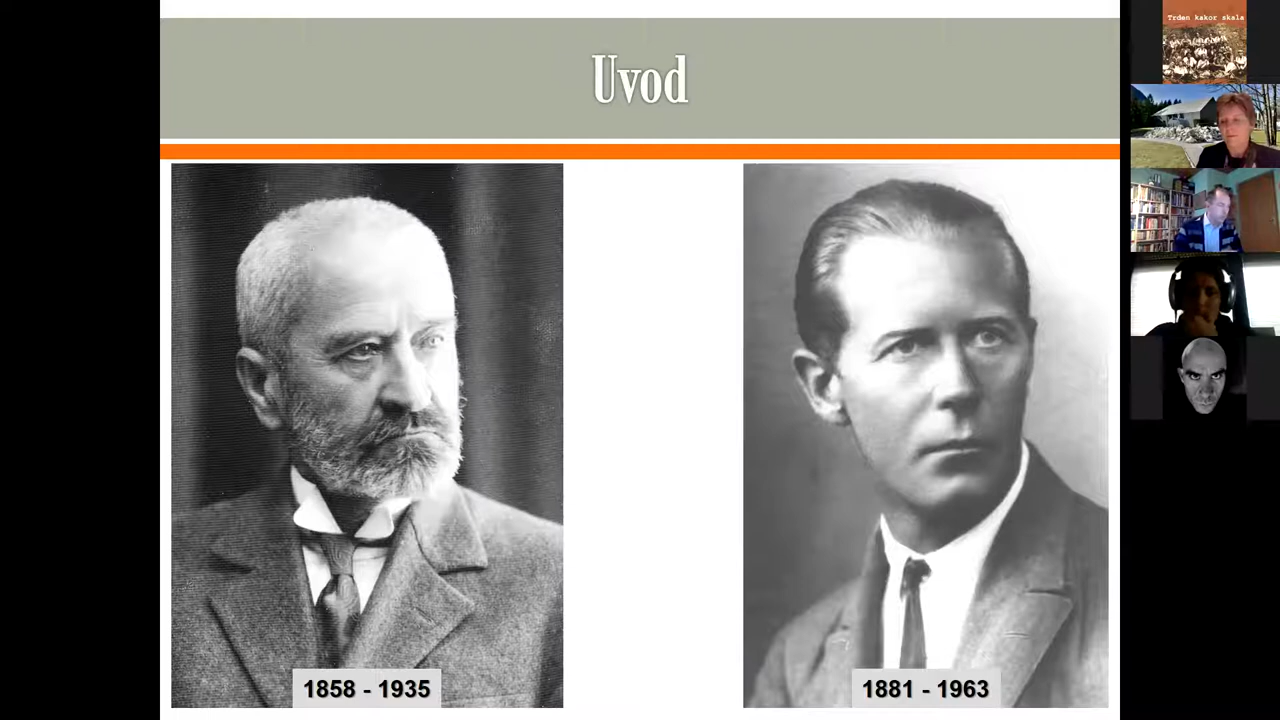 Uvod
Trden kakor skala
1858 - 1935
1881 - 1963